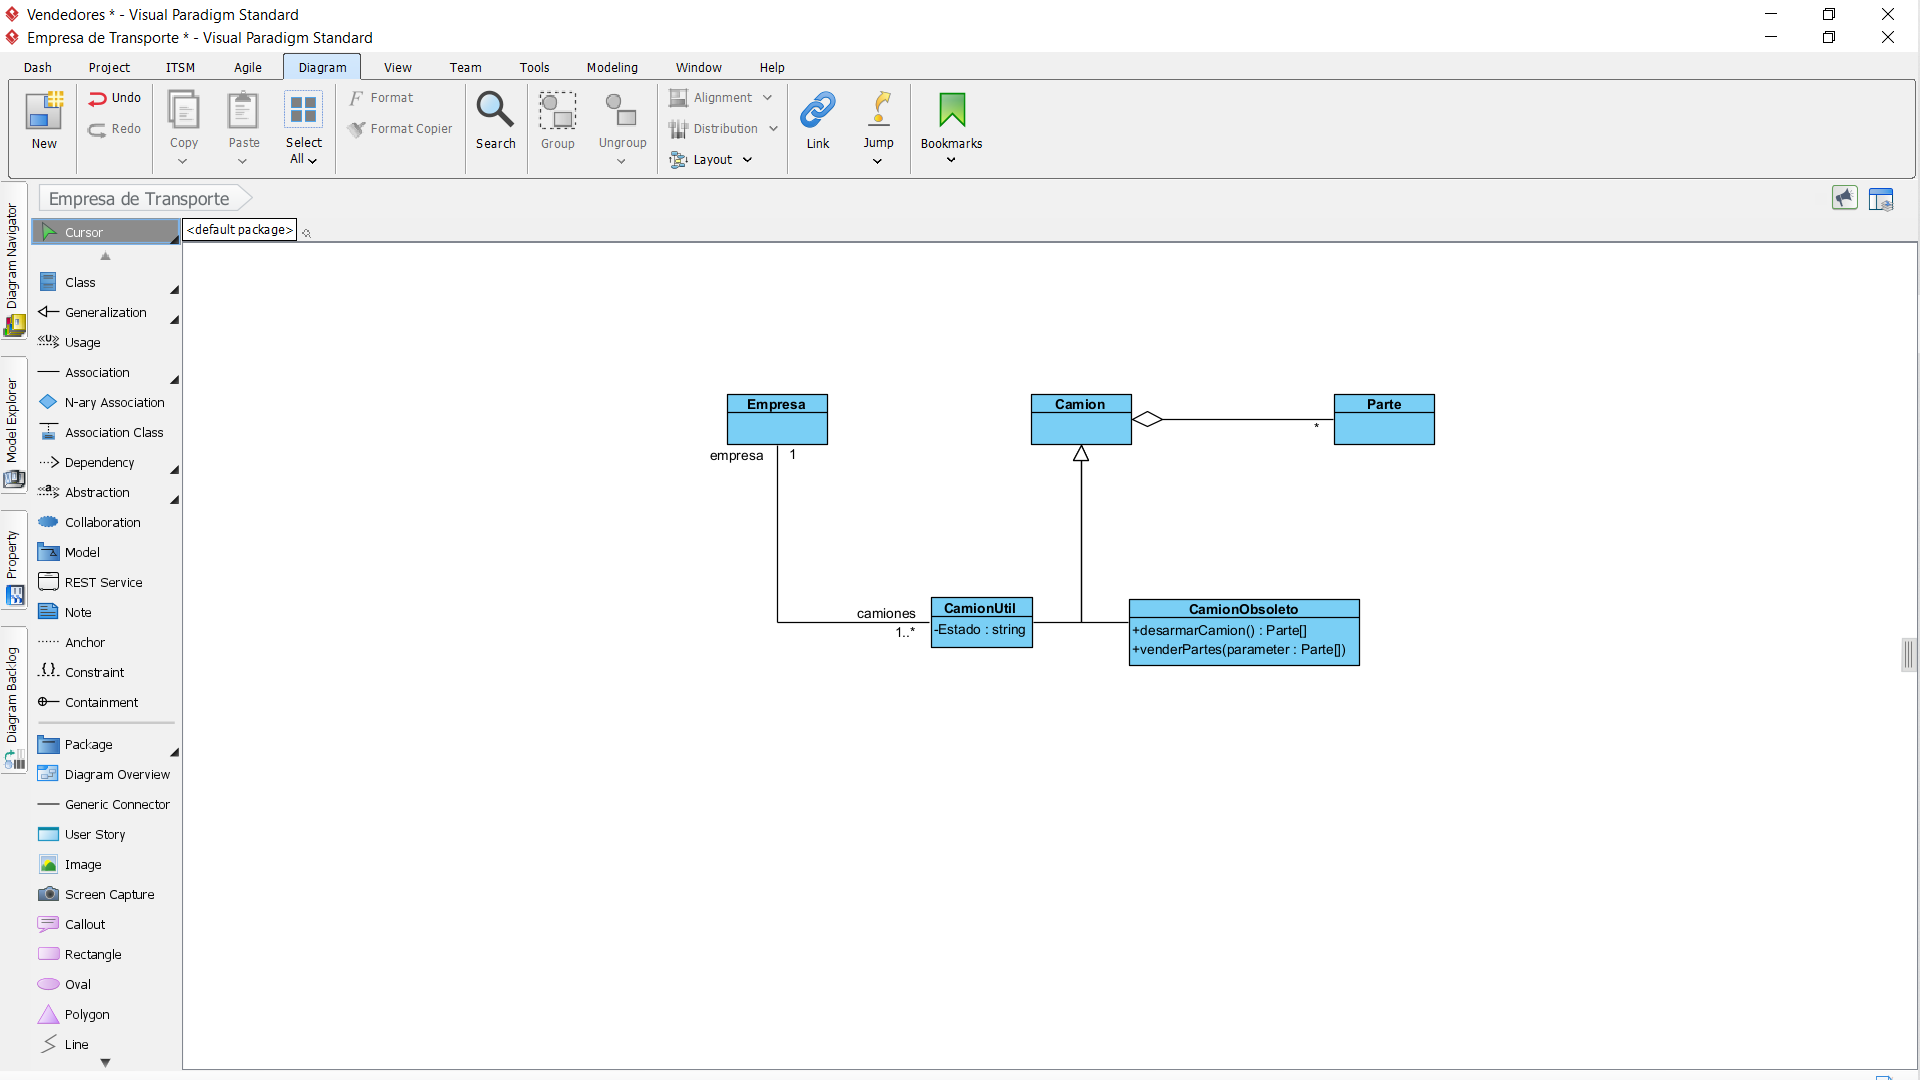 Vendedores * - Visual Paradigm Standard
Empresa de Transporte * - Visual Paradigm Standard
Dash Project ITSM Agile Diagram View Team Tools Modeling Window Help
New
Undo
Redo
Copy
Paste
Select
All
Format
Format Copier
Search
Group
Ungroup
Alignment
Distribution
Layout
Link
Jump
Bookmarks
Empresa de Transporte
<default package>
Diagram Navigator
Model Explorer
Property
Diagram Backlog
Cursor
Class
Generalization
Usage
Association
N-ary Association
Association Class
Dependency
Abstraction
Collaboration
Model
REST Service
Note
Anchor
Constraint
Containment
Package
Diagram Overview
Generic Connector
User Story
Image
Screen Capture
Callout
Rectangle
Oval
Polygon
Line
Empresa
empresa 1
Camion
*
Parte
camiones
1..*
CamionUtil
-Estado : string
CamionObsoleto
+desarmarCamion() : Parte[]
+venderPartes(parameter : Parte[])